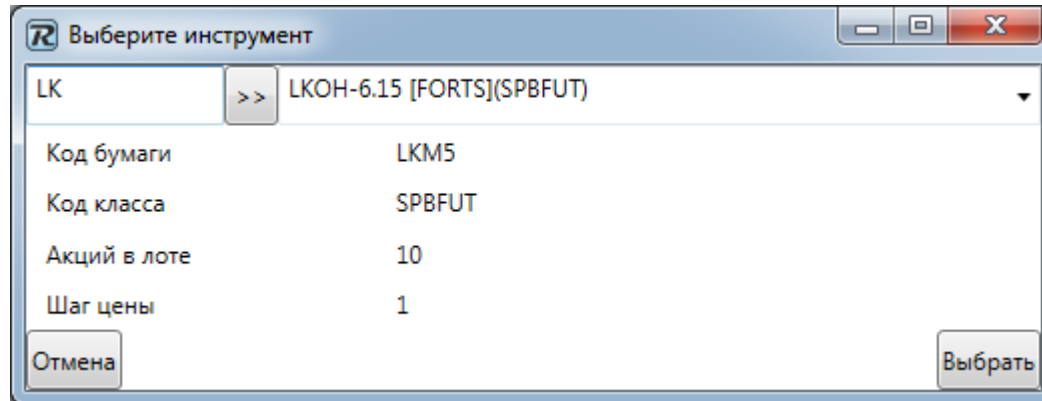 R Выберите инструмент
LK >> LKOH-6.15 [FORTS](SPBFUT)
Код бумаги LKM5
Код класса SPBFUT
Акций в лоте 10
Шаг цены 1
Отмена Выбрать